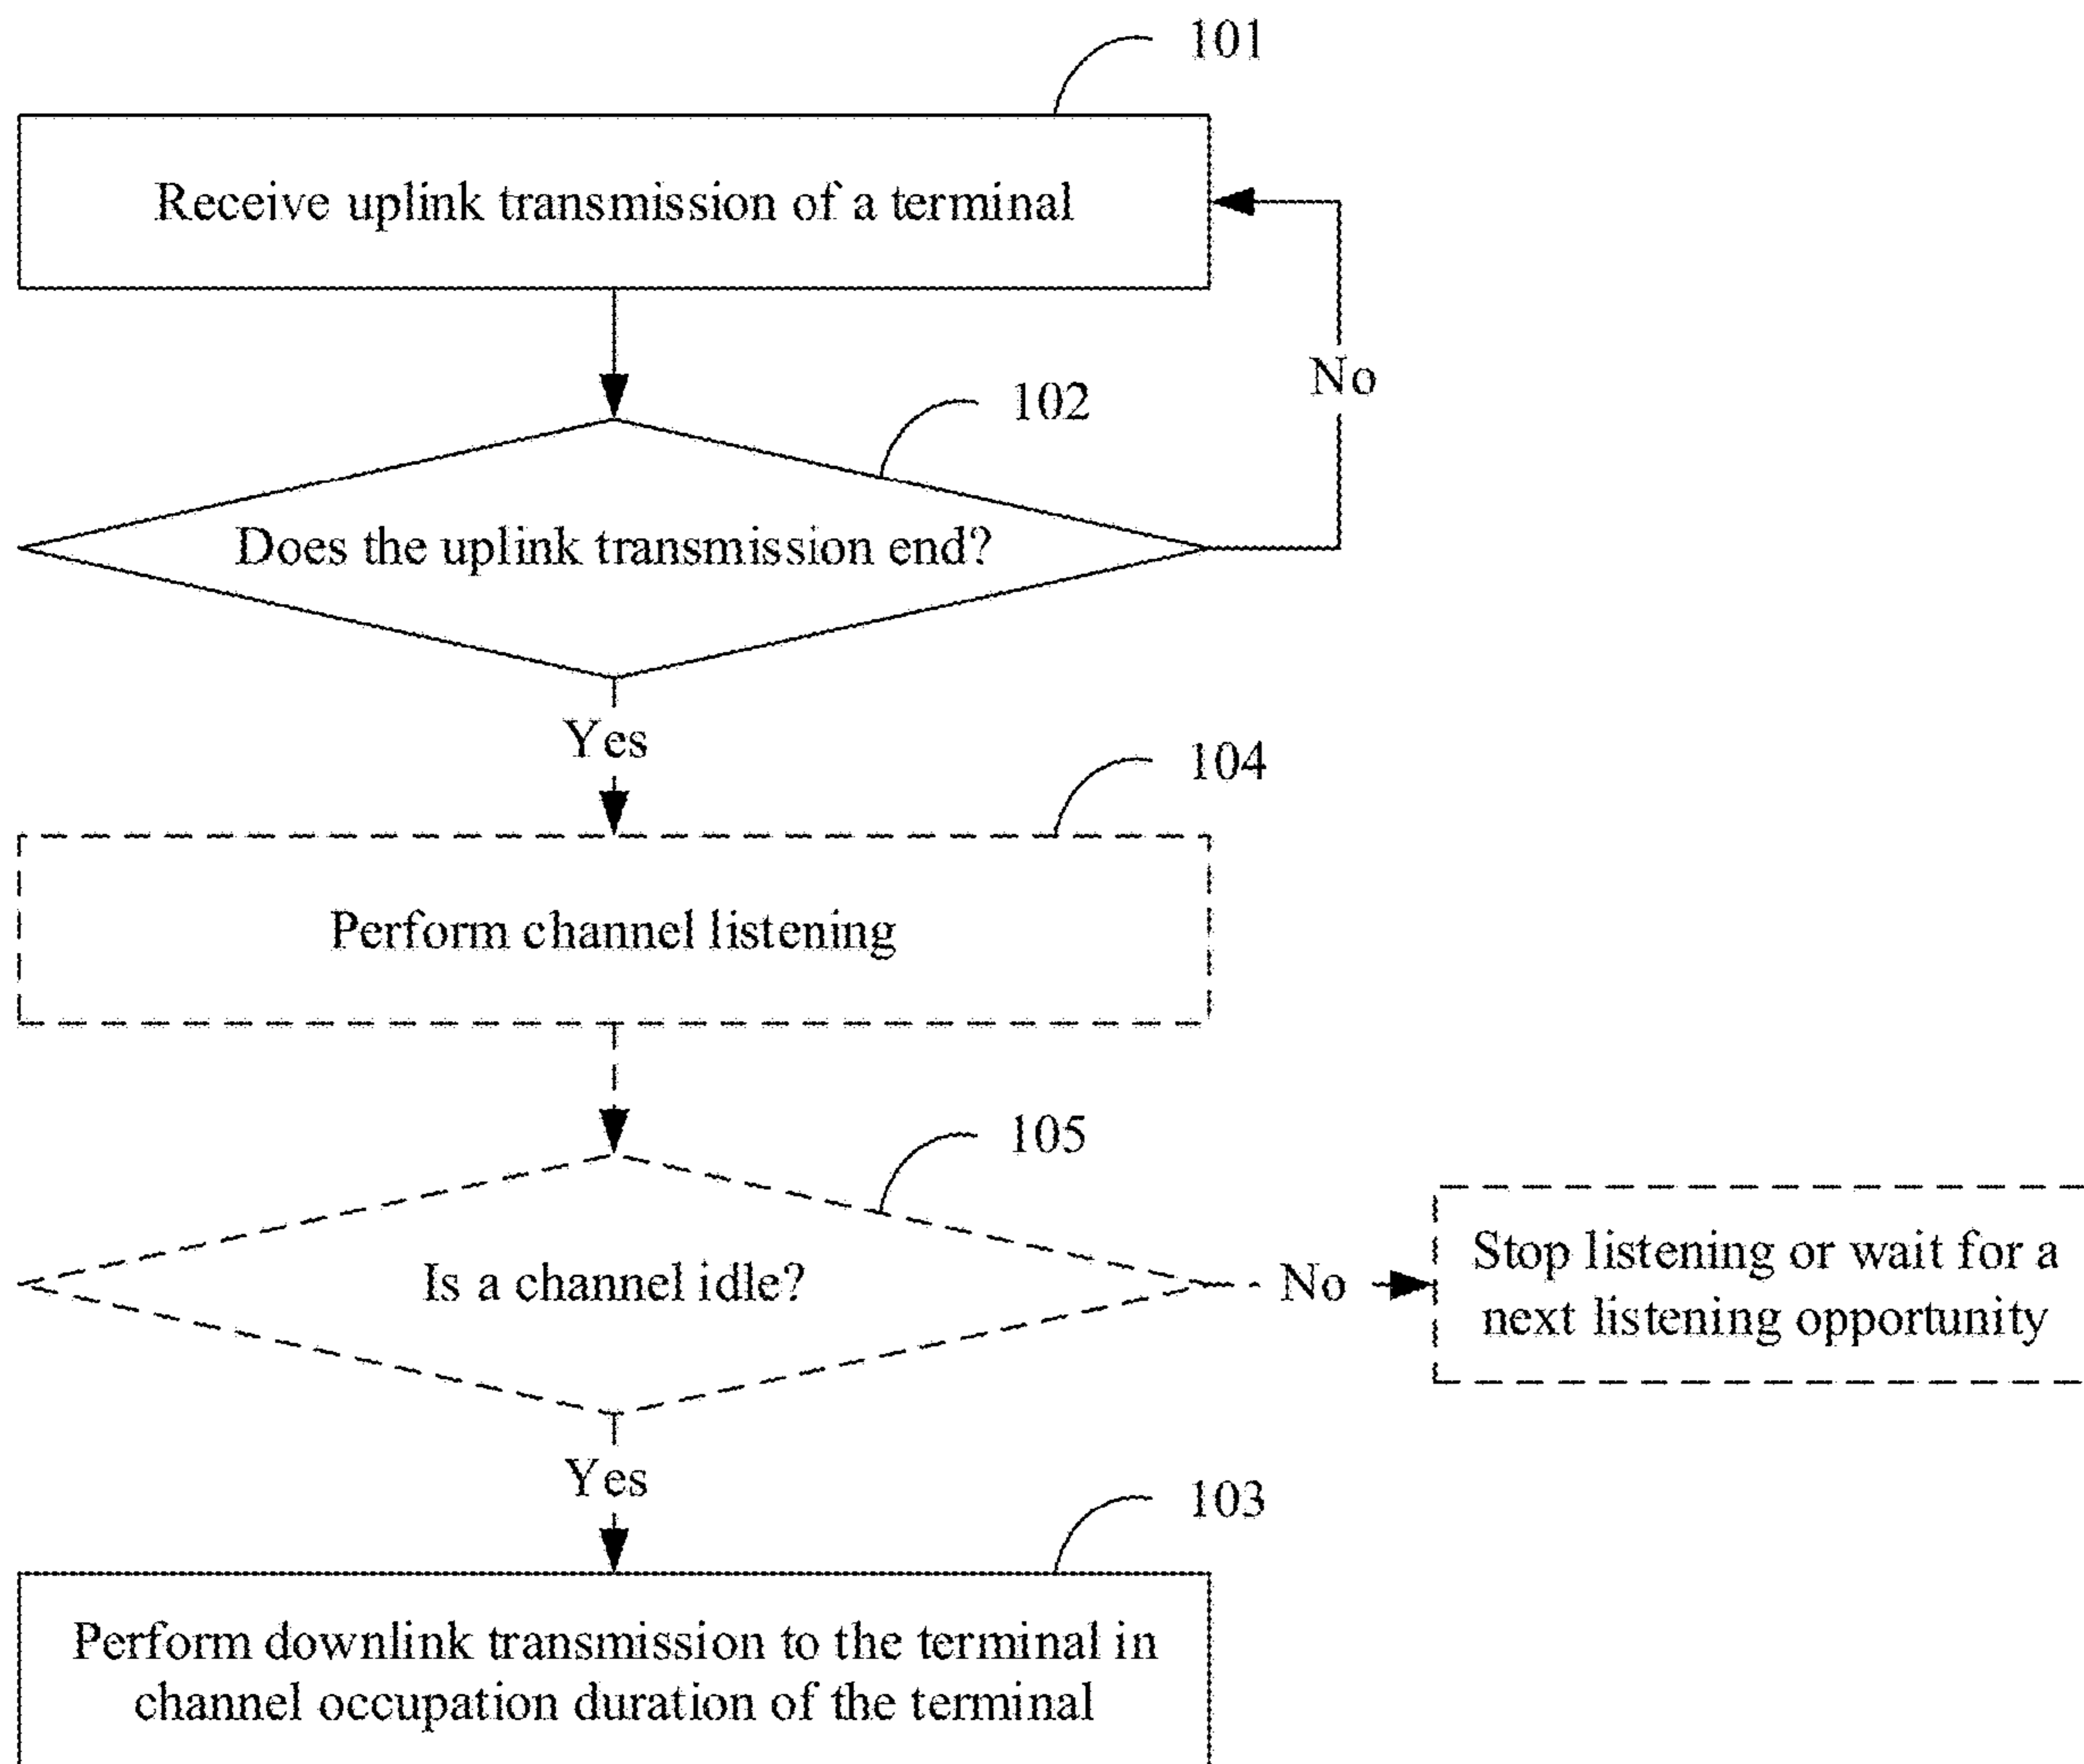 101
Receive uplink transmission of a terminal
No
102
Does the uplink transmission end?
Yes
104
Perform channel listening
105
Is a channel idle?
No
Stop listening or wait for a
next listening opportunity
Yes
103
Perform downlink transmission to the terminal in
channel occupation duration of the terminal